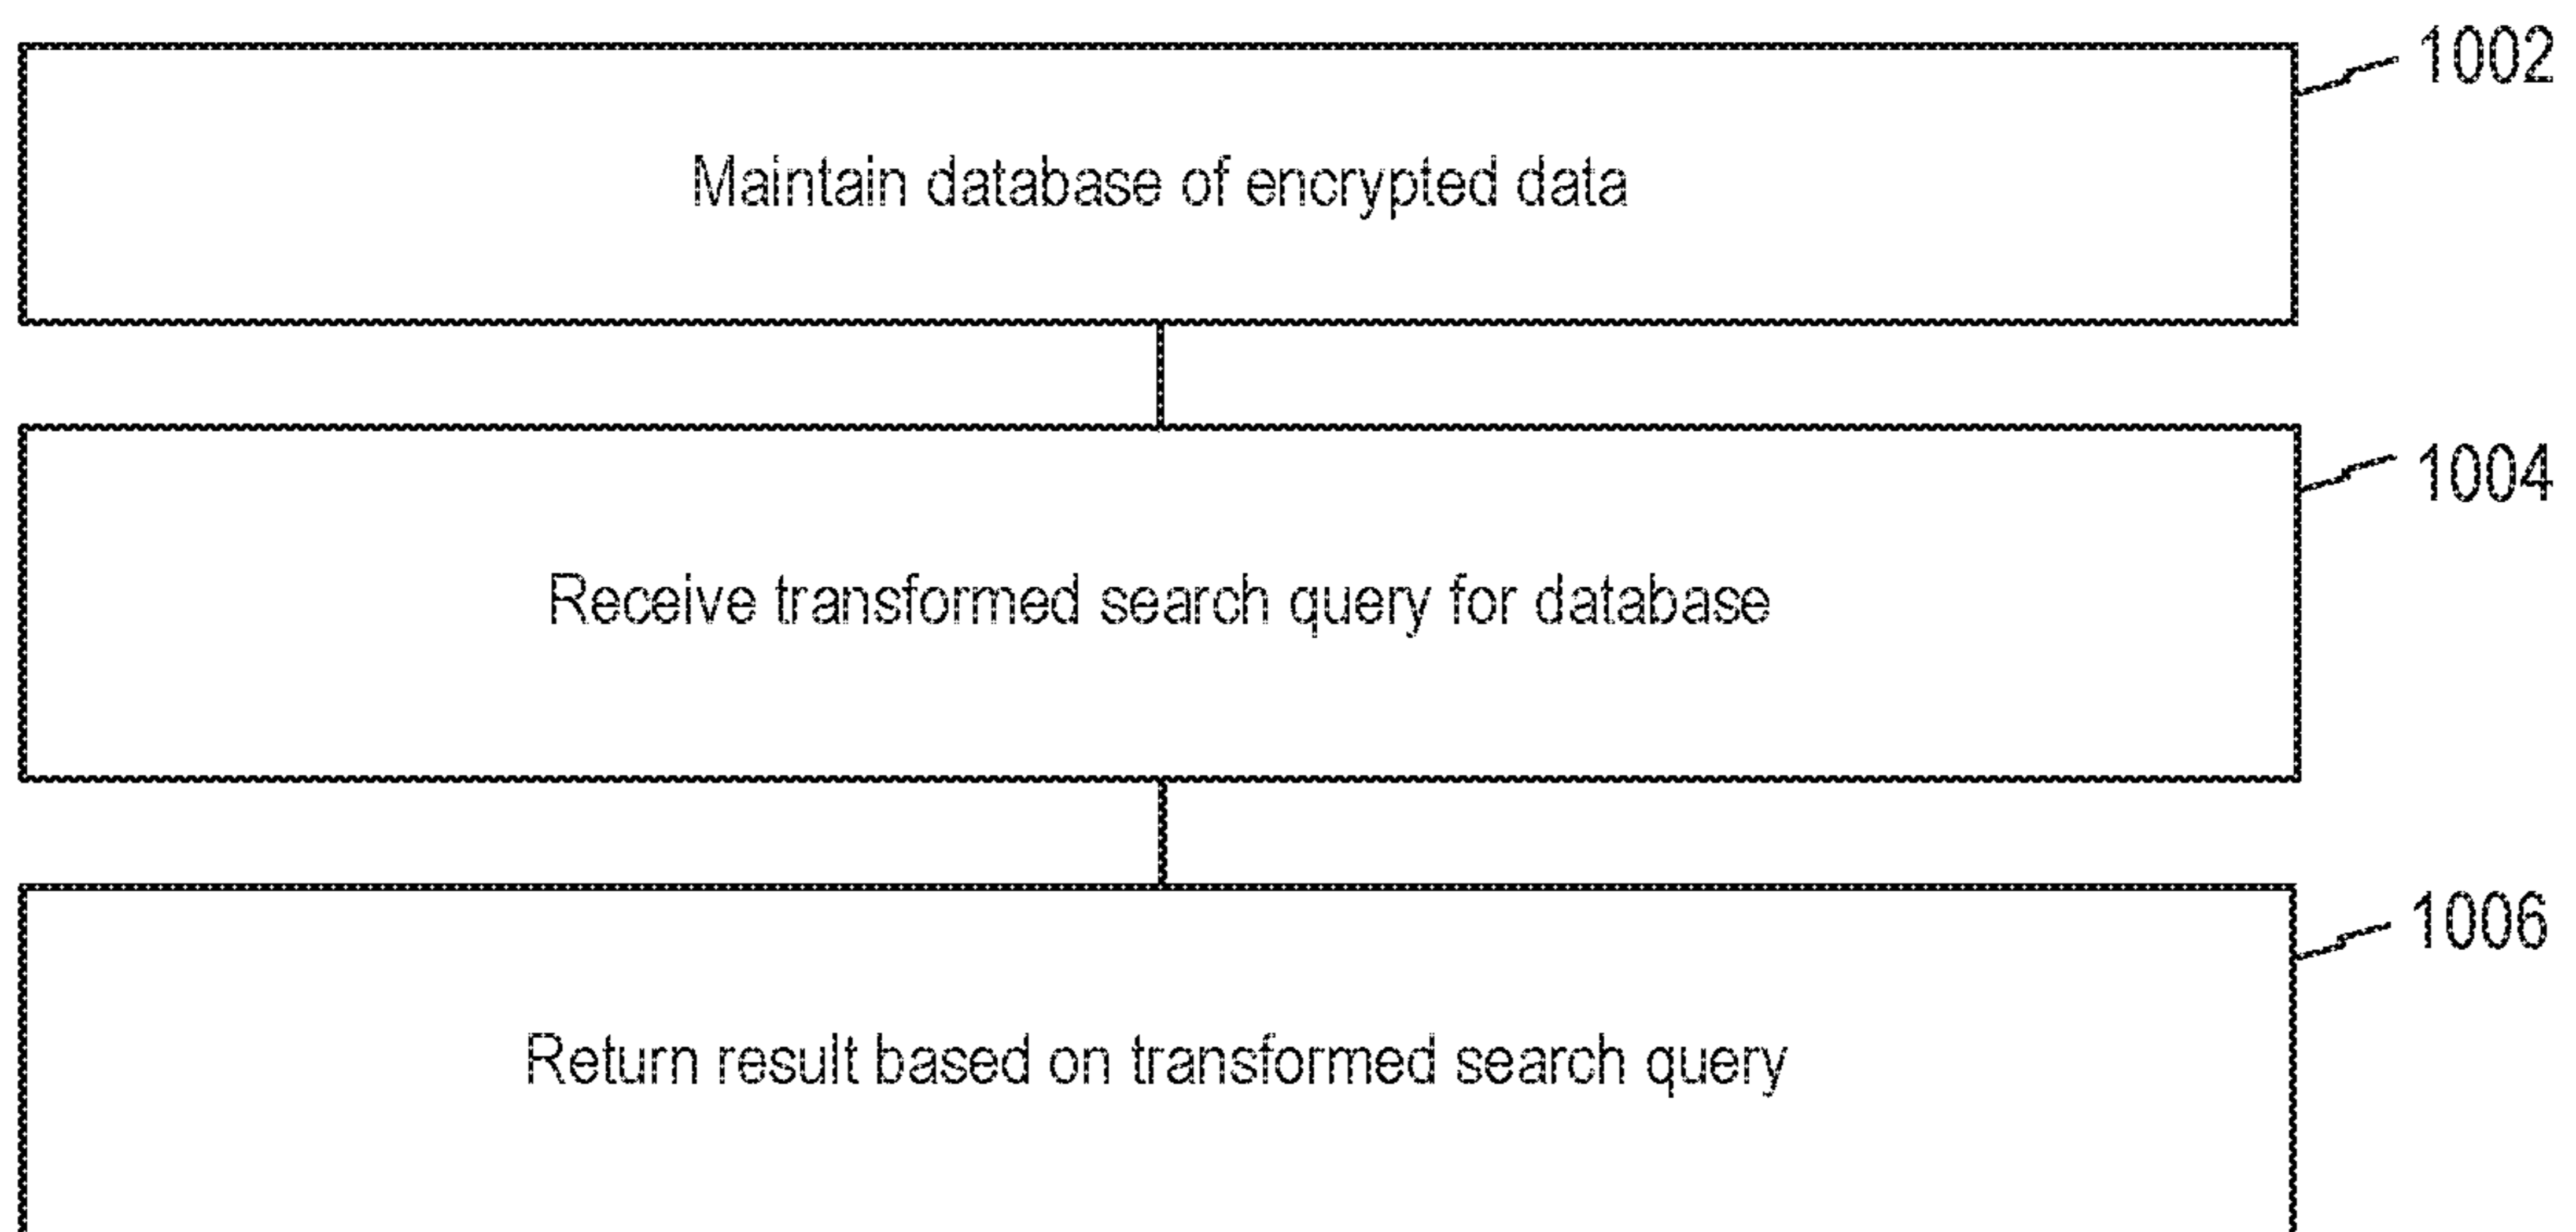 1002
Maintain database of encrypted data
1004
Receive transformed search query for database
1006
Return result based on transformed search query